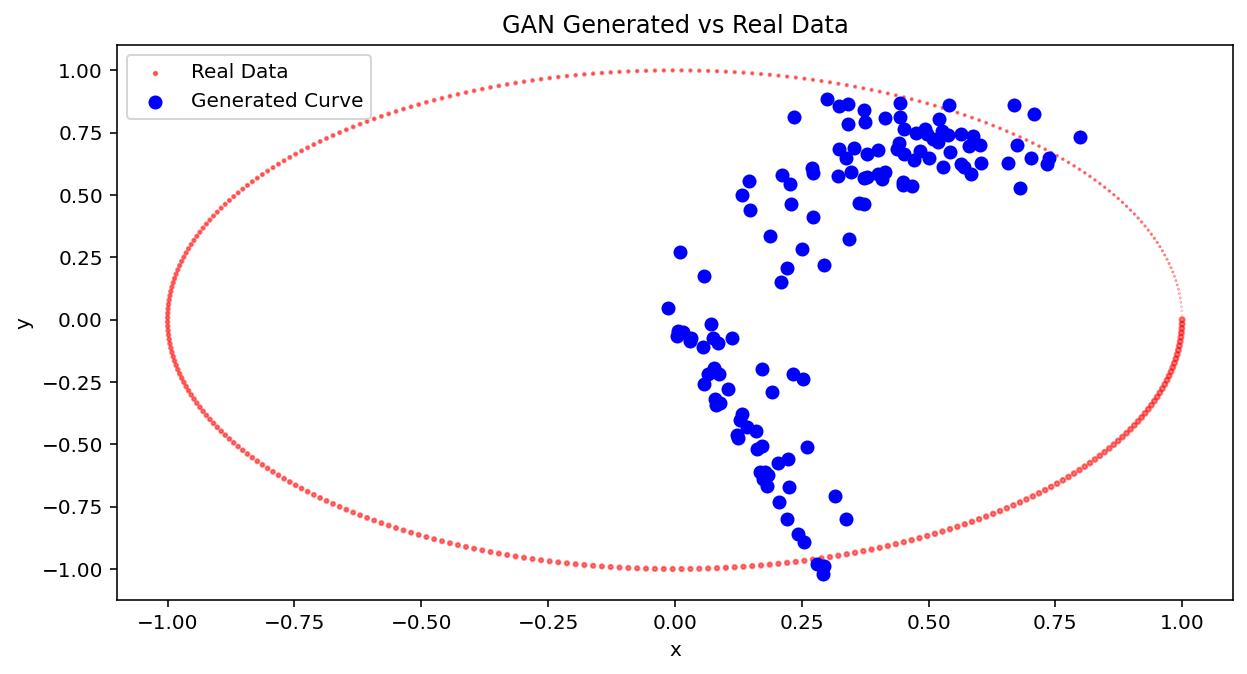 GAN Generated vs Real Data
Real Data
Generated Curve
1.00
0.75
0.50
0.25
0.00
−0.25
−0.50
−0.75
−1.00
y
−1.00 −0.75 −0.50 −0.25 0.00 0.25 0.50 0.75 1.00
x